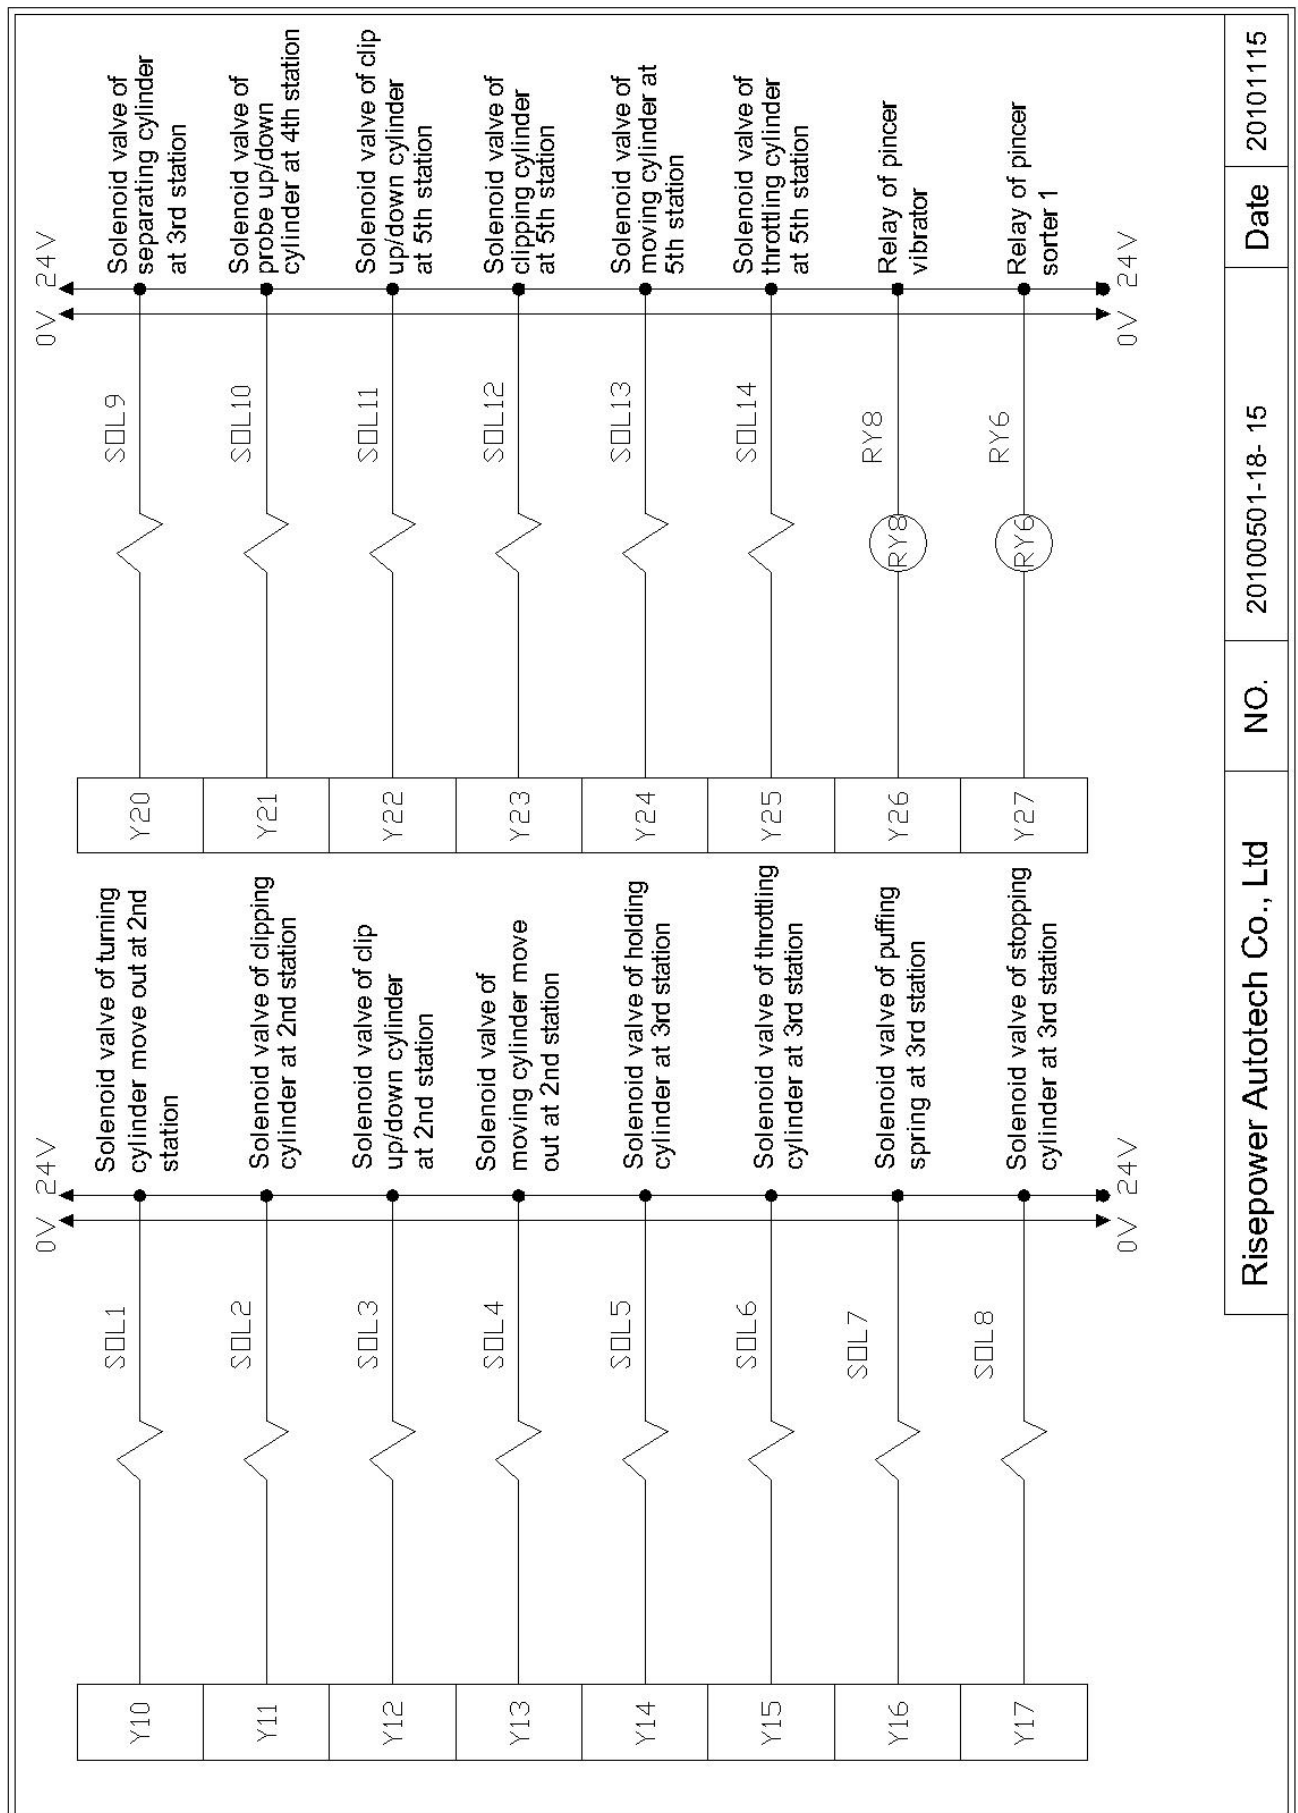 0V 24V
Y10
SOL1
Solenoid valve of turning
cylinder move out at 2nd
station
Y11
SOL2
Solenoid valve of clipping
cylinder at 2nd station
Y12
SOL3
Solenoid valve of clip
up/down cylinder
at 2nd station
Y13
SOL4
Solenoid valve of
moving cylinder move
out at 2nd station
Y14
SOL5
Solenoid valve of holding
cylinder at 3rd station
Y15
SOL6
Solenoid valve of throttling
cylinder at 3rd station
Y16
SOL7
Solenoid valve of puffing
spring at 3rd station
Y17
SOL8
Solenoid valve of stopping
cylinder at 3rd station
0V 24V
0V 24V
Y20
SOL9
Solenoid valve of
separating cylinder
at 3rd station
Y21
SOL10
Solenoid valve of
probe up/down
cylinder at 4th station
Y22
SOL11
Solenoid valve of clip
up/down cylinder
at 5th station
Y23
SOL12
Solenoid valve of
clipping cylinder
at 5th station
Y24
SOL13
Solenoid valve of
moving cylinder at
5th station
Y25
SOL14
Solenoid valve of
throttling cylinder
at 5th station
Y26
RY8
RY8
Relay of pincer
vibrator
Y27
RY6
RY6
Relay of pincer
sorter 1
0V 24V
Risepower Autotech Co., Ltd
NO.
20100501-18- 15
Date
20101115